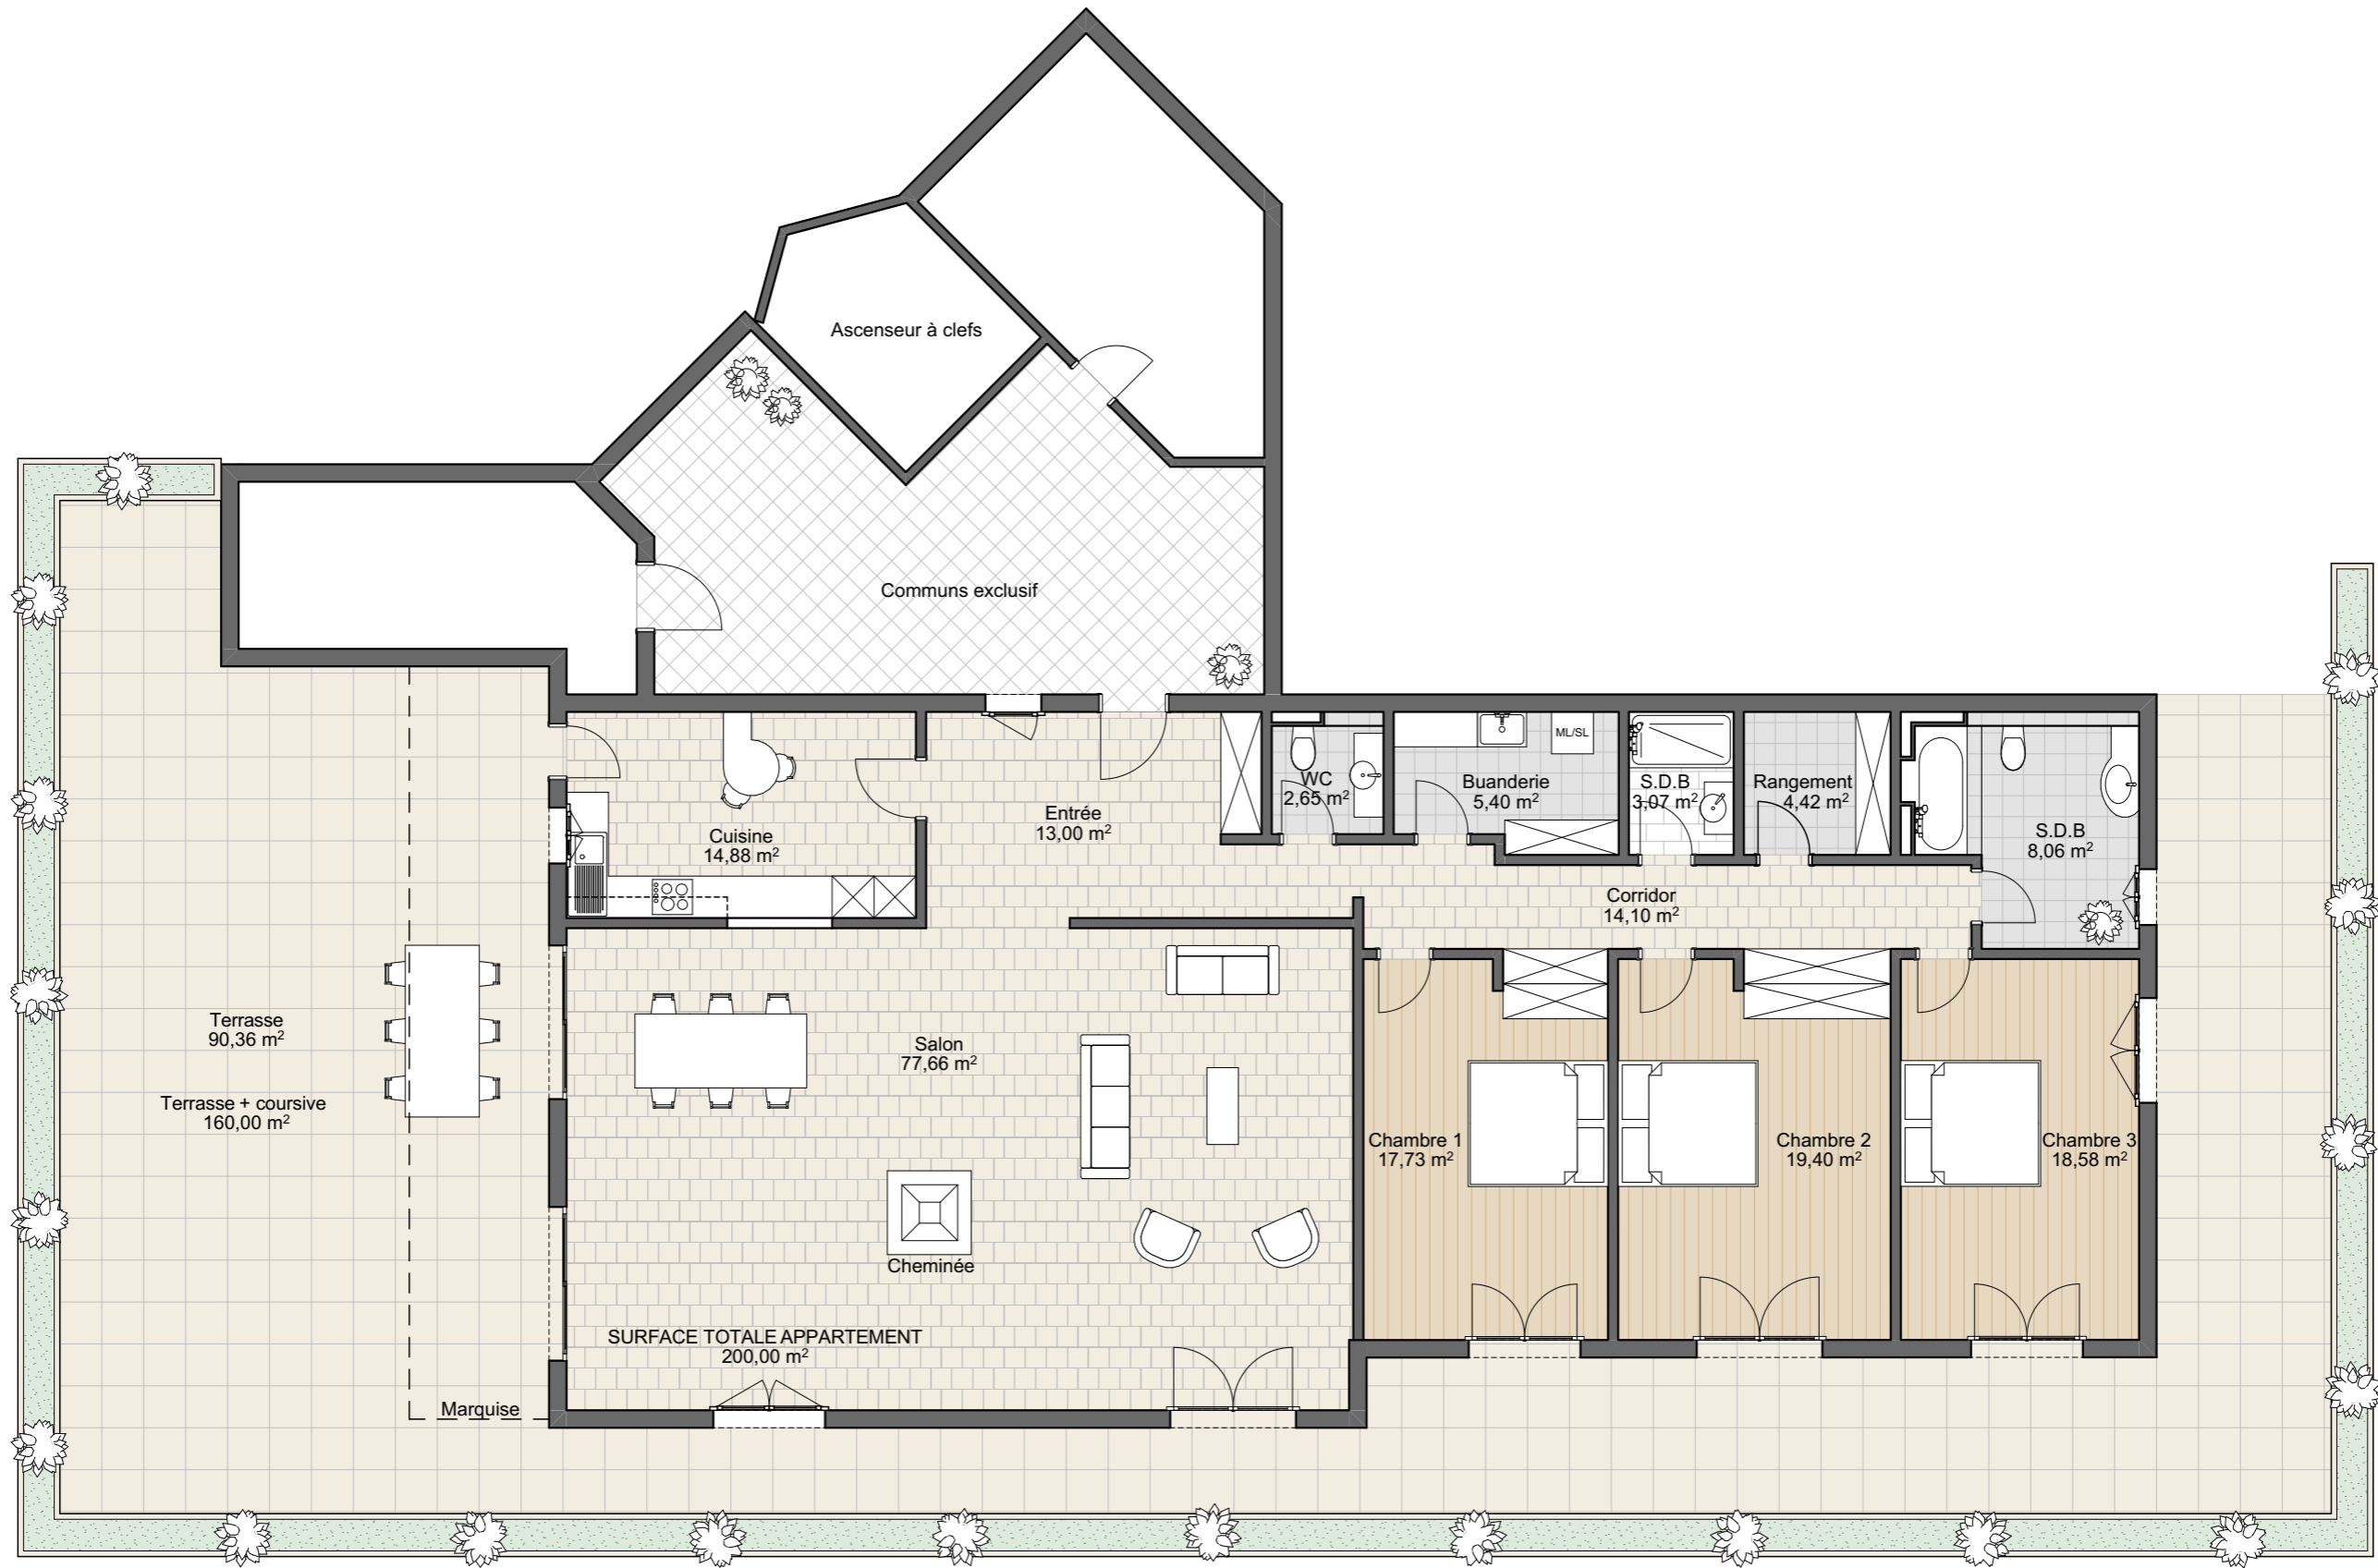 Ascenseur à clefs
Communs exclusif
Cuisine
14,88 m²
Entrée
13,00 m²
WC
2,65 m²
Buanderie
5,40 m²
ML/SL
S.D.B
3,07 m²
Rangement
4,42 m²
S.D.B
8,06 m²
Corridor
14,10 m²
Terrasse
90,36 m²
Terrasse + coursive
160,00 m²
Salon
77,66 m²
Chambre 1
17,73 m²
Chambre 2
19,40 m²
Chambre 3
18,58 m²
Cheminée
SURFACE TOTALE APPARTEMENT
200,00 m²
Marquise